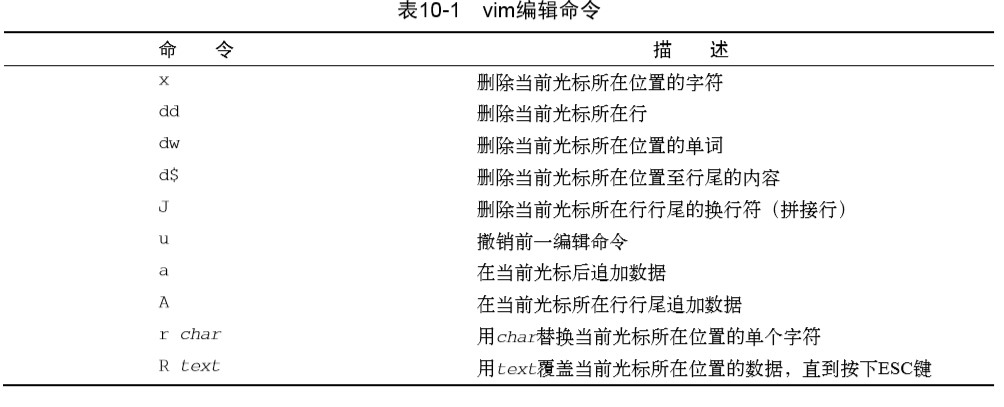 表10-1 vim编辑命令
命 令 描 述
x 删除当前光标所在位置的字符
dd 删除当前光标所在行
dw 删除当前光标所在位置的单词
d$ 删除当前光标所在位置至行尾的内容
J 删除当前光标所在行行尾的换行符（拼接行）
u 撤销前一编辑命令
a 在当前光标后追加数据
A 在当前光标所在行行尾追加数据
r char 用char替换当前光标所在位置的单个字符
R text 用text覆盖当前光标所在位置的数据，直到按下ESC键